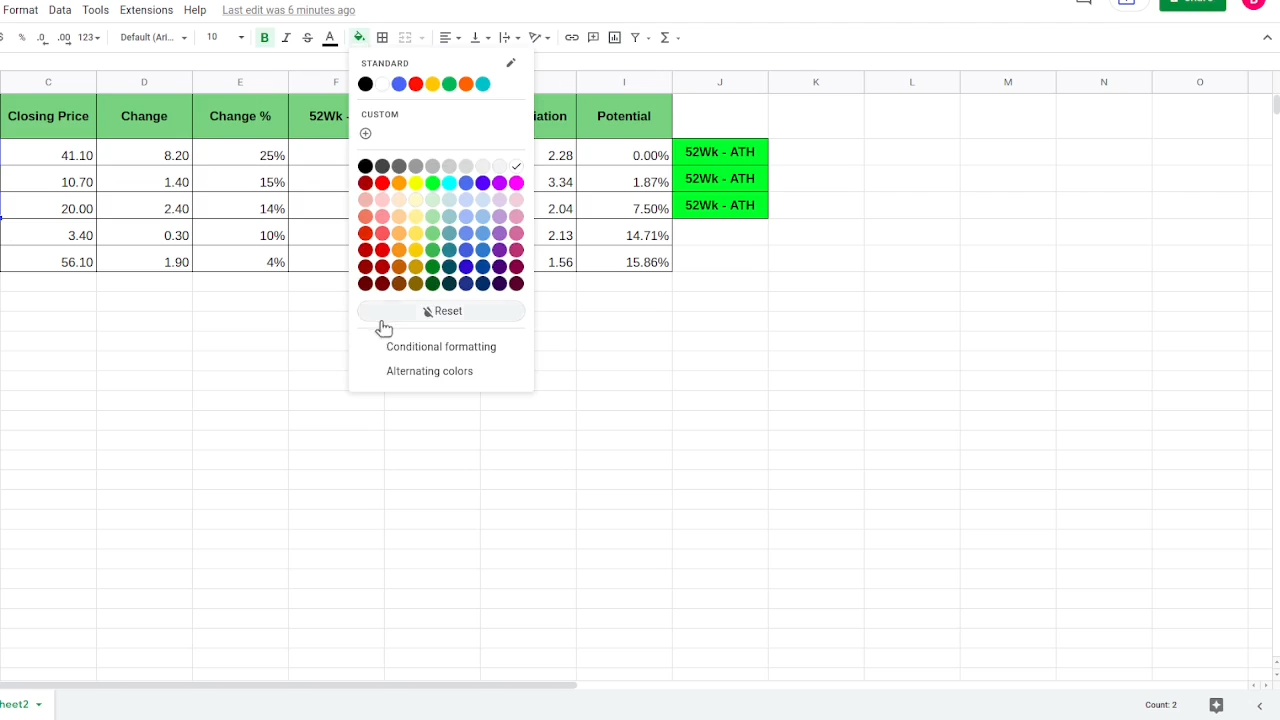 Format Data Tools Extensions Help Last edit was 6 minutes ago
% .0 .00 123 Default (Ari... 10 B I S A
STANDARD
CUSTOM
Reset
Conditional formatting
Alternating colors
C D E F I J K L M N O
Closing Price Change Change % 52Wk - Potential
41.10 8.20 25% 2.28 0.00% 52Wk - ATH
10.70 1.40 15% 3.34 1.87% 52Wk - ATH
20.00 2.40 14% 2.04 7.50% 52Wk - ATH
3.40 0.30 10% 2.13 14.71%
56.10 1.90 4% 1.56 15.86%
heet2 Count: 2